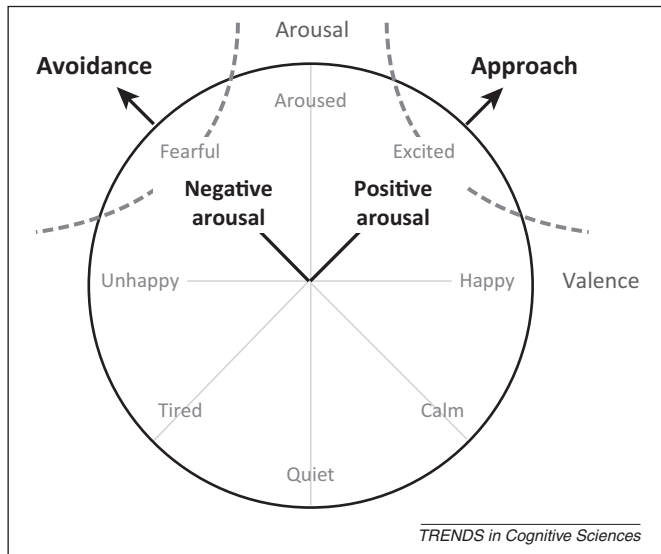 Arousal
Avoidance
Approach
Aroused
Fearful
Excited
Negative
arousal
Positive
arousal
Unhappy
Happy
Valence
Tired
Calm
Quiet
TRENDS in Cognitive Sciences